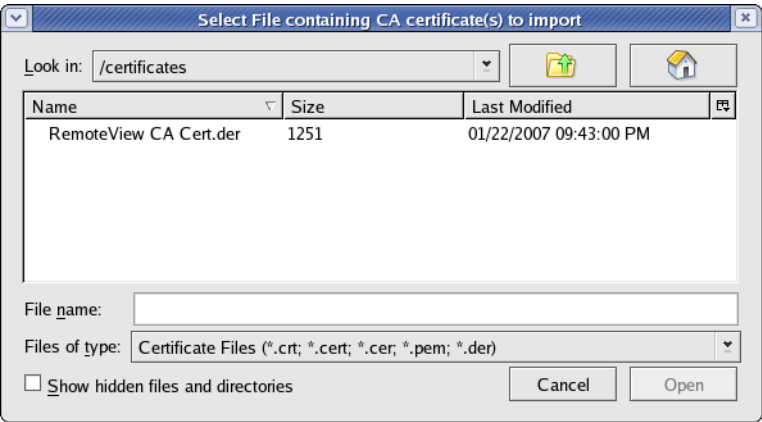 Select File containing CA certificate(s) to import
Look in: /certificates
Name Size Last Modified
RemoteView CA Cert.der 1251 01/22/2007 09:43:00 PM
File name:
Files of type: Certificate Files (*.crt; *.cert; *.cer; *.pem; *.der)
Show hidden files and directories Cancel Open